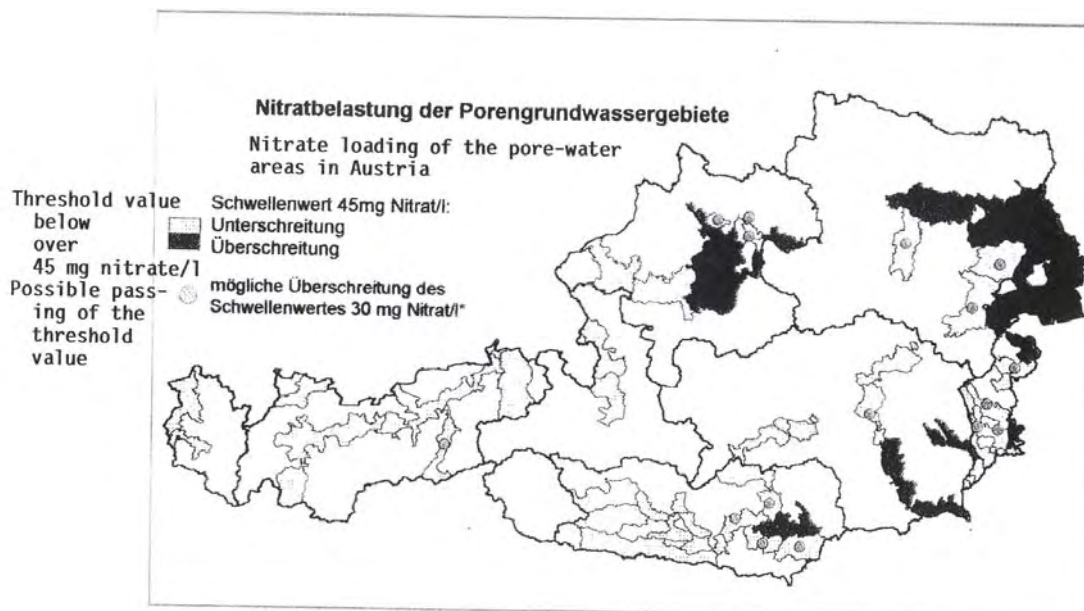 Nitratbelastung der Porengrundwassergebiete
Nitrate loading of the pore-water
areas in Austria
Threshold value
below
over
45 mg nitrate/l
Possible pass-
ing of the
threshold
value
Schwellenwert 45mg Nitrat/l:
Unterschreitung
Überschreitung
mögliche Überschreitung des
Schwellenwertes 30 mg Nitrat/l*